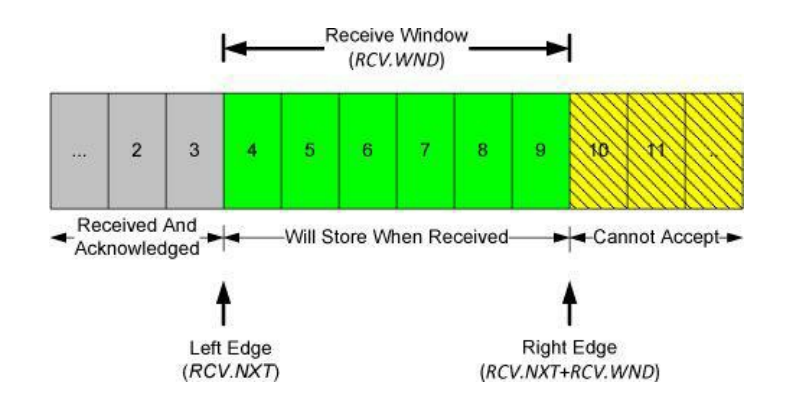 Receive Window
(RCV.WND)
... 2 3 4 5 6 7 8 9 10 11 ..
Received And
Acknowledged
Will Store When Received
Cannot Accept
Left Edge
(RCV.NXT)
Right Edge
(RCV.NXT+RCV.WND)